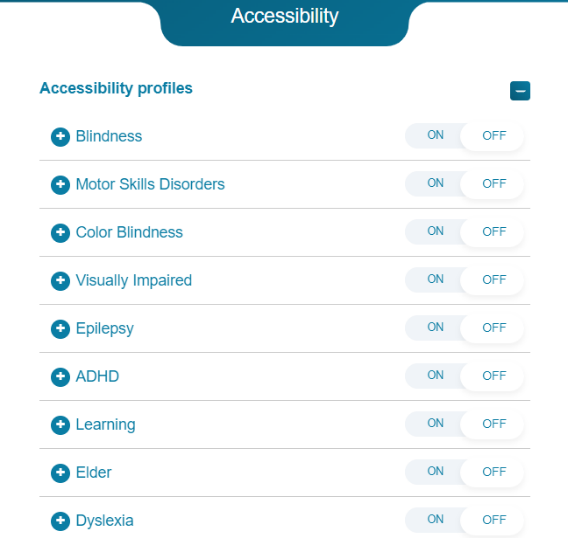 Accessibility
Accessibility profiles
Blindness ON OFF
Motor Skills Disorders ON OFF
Color Blindness ON OFF
Visually Impaired ON OFF
Epilepsy ON OFF
ADHD ON OFF
Learning ON OFF
Elder ON OFF
Dyslexia ON OFF